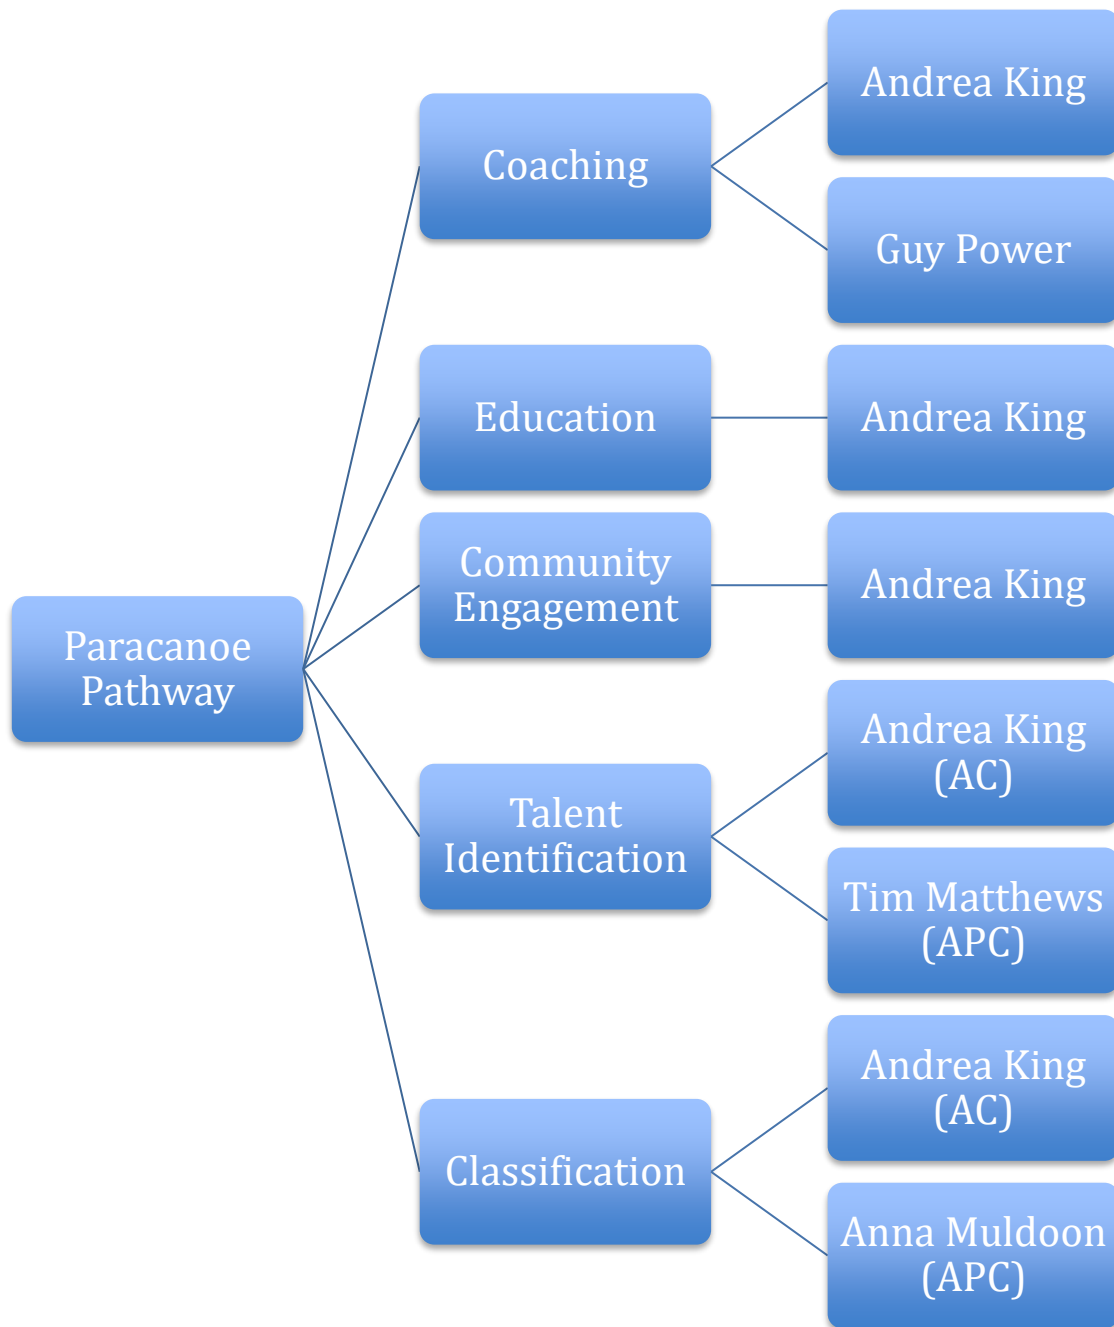 Paracanoe
Pathway
Coaching
Andrea King
Guy Power
Education
Andrea King
Community
Engagement
Andrea King
Talent
Identification
Andrea King
(AC)
Tim Matthews
(APC)
Classification
Andrea King
(AC)
Anna Muldoon
(APC)